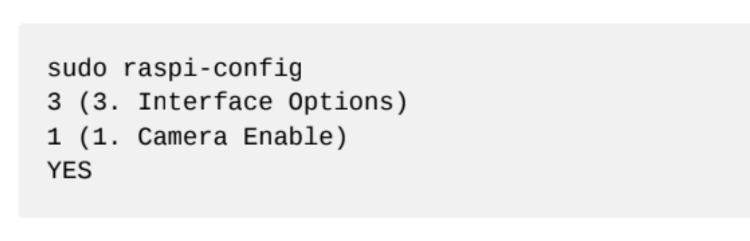 sudo raspi-config
3 (3. Interface Options)
1 (1. Camera Enable)
YES